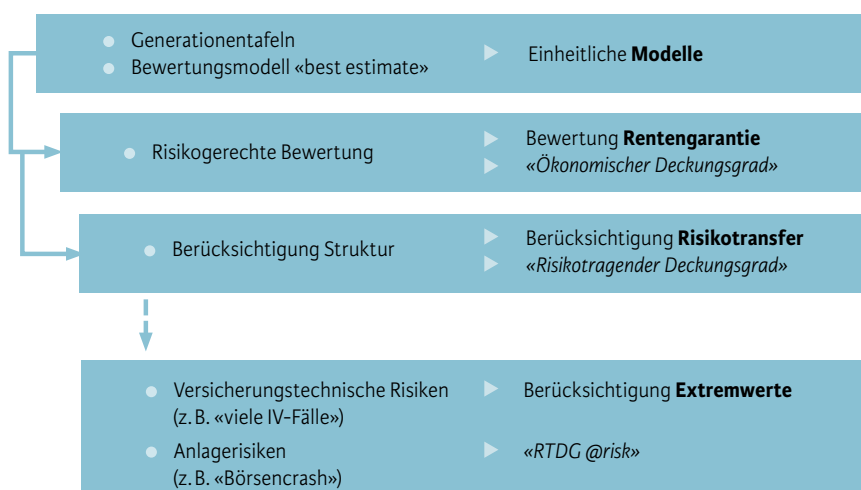 Generationentafeln
Bewertungsmodell «best estimate»
Einheitliche Modelle
Risikogerechte Bewertung
Bewertung Rentengarantie
«Ökonomischer Deckungsgrad»
Berücksichtigung Struktur
Berücksichtigung Risikotransfer
«Risikotragender Deckungsgrad»
Versicherungstechnische Risiken
(z. B. «viele IV-Fälle»)
Berücksichtigung Extremwerte
Anlagerisiken
(z. B. «Börsencrash»)
«RTDG @risk»